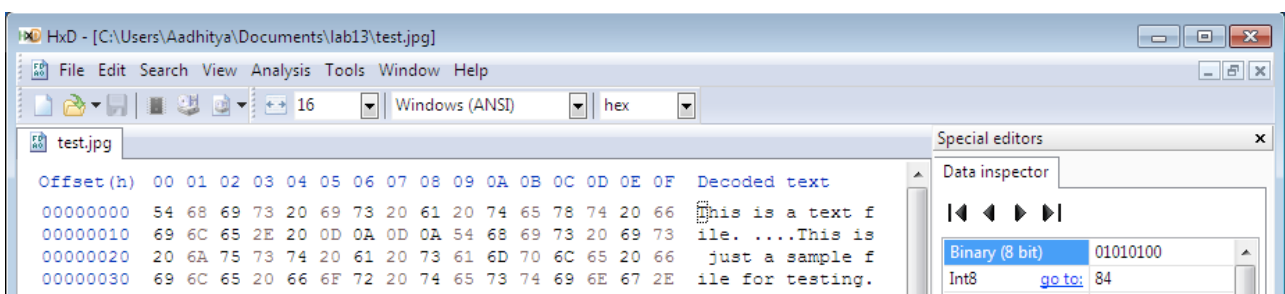 HxD - [C:\Users\Aadhitya\Documents\lab13\test.jpg]
File Edit Search View Analysis Tools Window Help
16 Windows (ANSI) hex
test.jpg
Special editors
Data inspector
Offset(h) 00 01 02 03 04 05 06 07 08 09 0A 0B 0C 0D 0E 0F Decoded text
00000000 54 68 69 73 20 69 73 20 61 20 74 65 78 74 20 66 This is a text f
00000010 69 6C 65 2E 20 0D 0A 0D 0A 54 68 69 73 20 69 73 ile. ....This is
00000020 20 6A 75 73 74 20 61 20 73 61 6D 70 6C 65 20 66 just a sample f
00000030 69 6C 65 20 66 6F 72 20 74 65 73 74 69 6E 67 2E ile for testing.
Binary (8 bit) 01010100
Int8 go to: 84